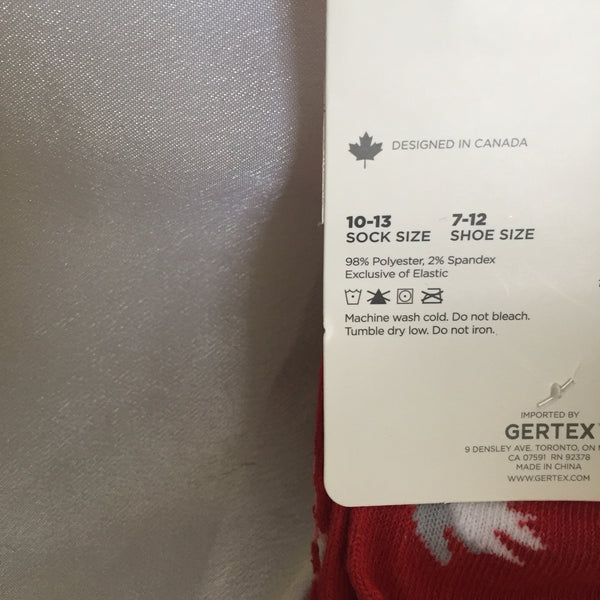 DESIGNED IN CANADA
10-13 7-12
SOCK SIZE SHOE SIZE
98% Polyester, 2% Spandex
Exclusive of Elastic
Machine wash cold. Do not bleach.
Tumble dry low. Do not iron.
IMPORTED BY
GERTEX
9 DENSLEY AVE. TORONTO, ON
CA 07591 RN 92378
MADE IN CHINA
WWW.GERTEX.COM